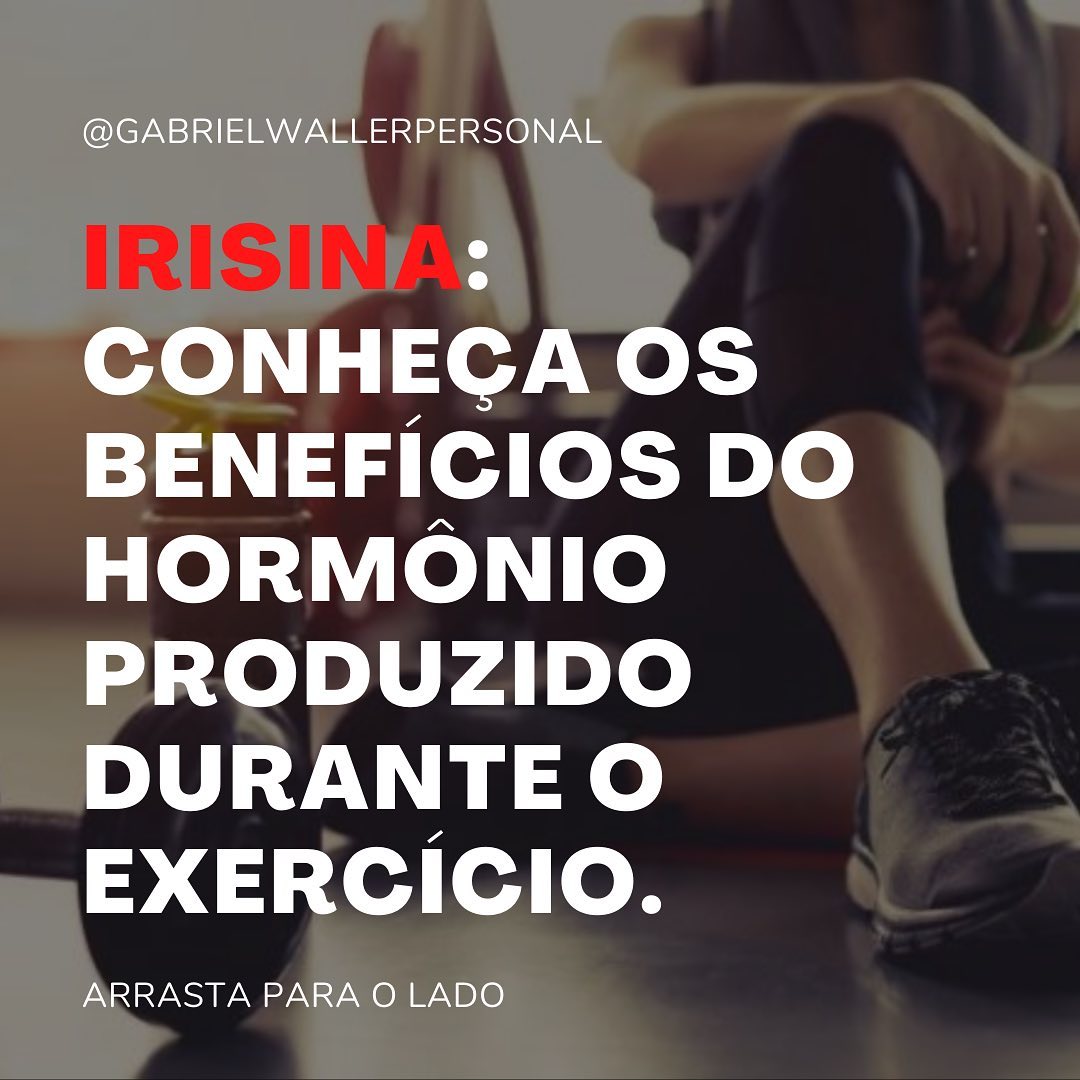 @GABRIELWALLERPERSONAL
IRISINA:
CONHEÇA OS
BENEFÍCIOS DO
HORMÔNIO
PRODUZIDO
DURANTE O
EXERCÍCIO.
ARRASTA PARA O LADO